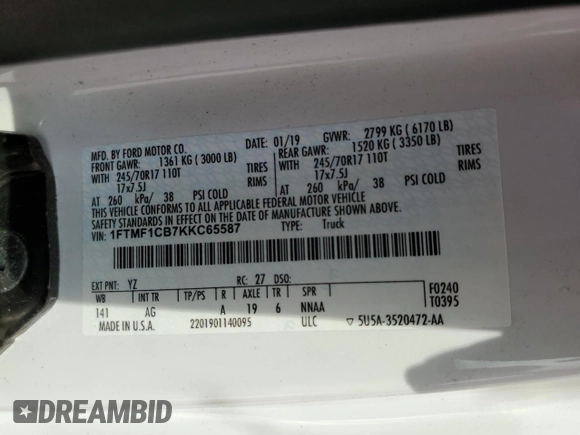 MFD. BY FORD MOTOR CO.
DATE: 01/19 GVWR: 2799 KG ( 6170 LB)
FRONT GAWR: 1361 KG ( 3000 LB) REAR GAWR: 1520 KG ( 3350 LB)
WITH 245/70R17 110T TIRES WITH 245/70R17 110T TIRES
17x7.5J RIMS 17x7.5J RIMS
AT 260 kPa/ 38 PSI COLD AT 260 kPa/ 38 PSI COLD
THIS VEHICLE CONFORMS TO ALL APPLICABLE FEDERAL MOTOR VEHICLE
SAFETY STANDARDS IN EFFECT ON THE DATE OF MANUFACTURE SHOWN ABOVE.
VIN: 1FTMF1CB7KKC65587 TYPE: Truck
EXT PNT: YZ RC: 27 DSO: F0240
WB INT TR TP/PS R AXLE TR SPR T0395
141 AG A 19 6 NNAA
MADE IN U.S.A. 2201901140095 ULC ▽ 5U5A-3520472-AA
DREAMBID